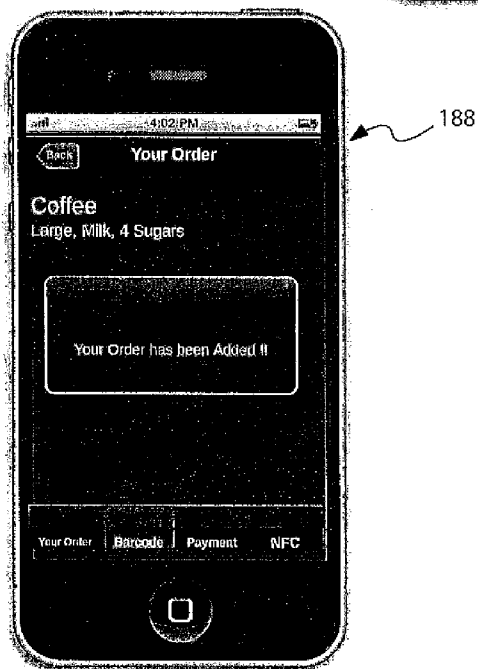 188
4:02 PM
Back
Your Order
Coffee
Large, Milk, 4 Sugars
Your Order has been Added !!
Your Order Barcode Payment NFC